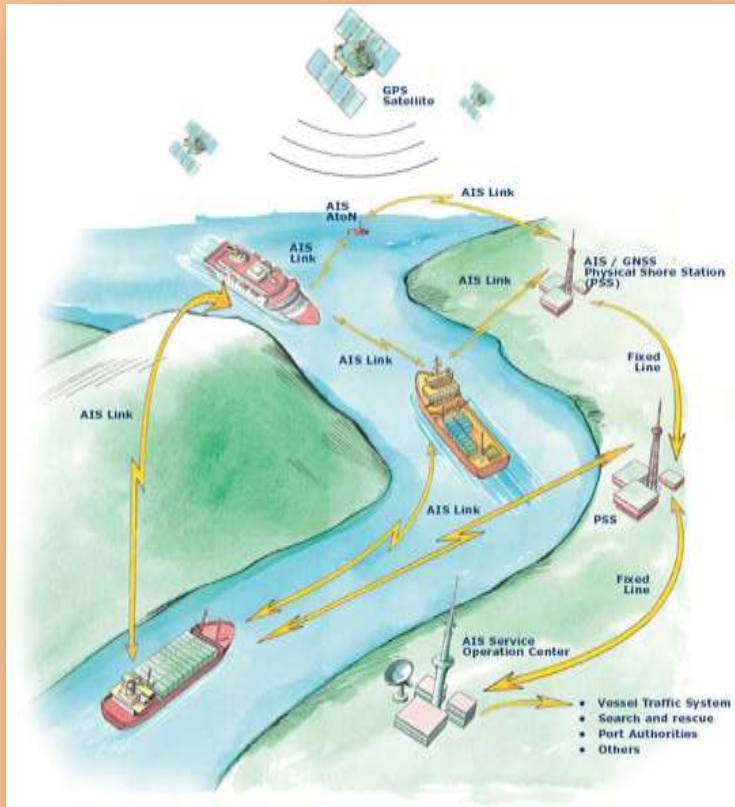 GPS
Satellite
AIS Link
AIS
AtoN
AIS
Link
AIS / GNSS
Physical Shore Station
(PSS)
AIS Link
AIS Link
Fixed
Line
AIS Link
AIS Link
PSS
Fixed
Line
AIS Service
Operation Center
• Vessel Traffic System
• Search and rescue
• Port Authorities
• Others